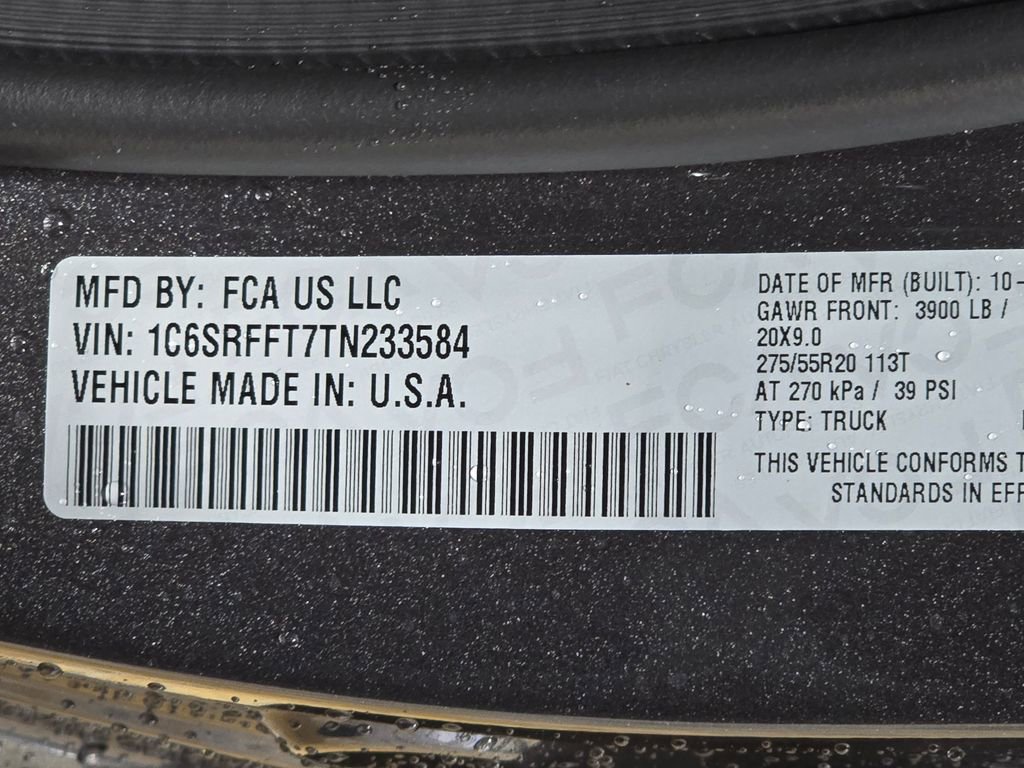 MFD BY: FCA US LLC
VIN: 1C6SRFFT7TN233584
VEHICLE MADE IN: U.S.A.
DATE OF MFR (BUILT): 10-
GAWR FRONT: 3900 LB /
20X9.0
275/55R20 113T
AT 270 kPa / 39 PSI
TYPE: TRUCK
THIS VEHICLE CONFORMS T
STANDARDS IN EFF